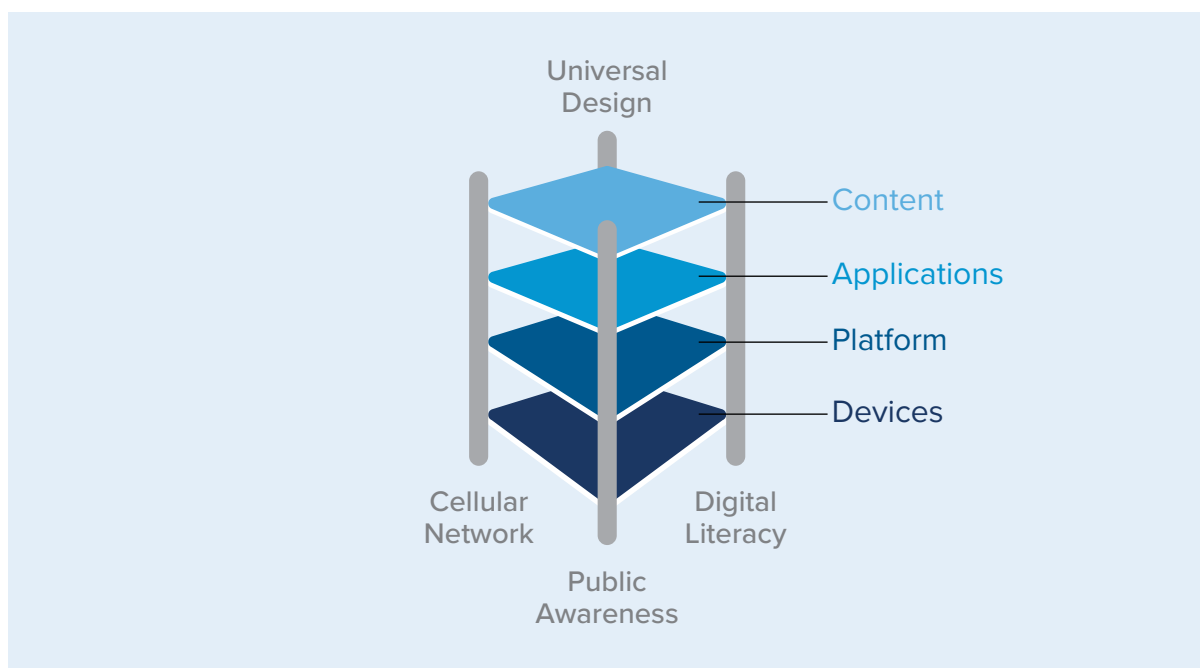 Universal
Design
Content
Applications
Platform
Devices
Cellular
Network
Digital
Literacy
Public
Awareness